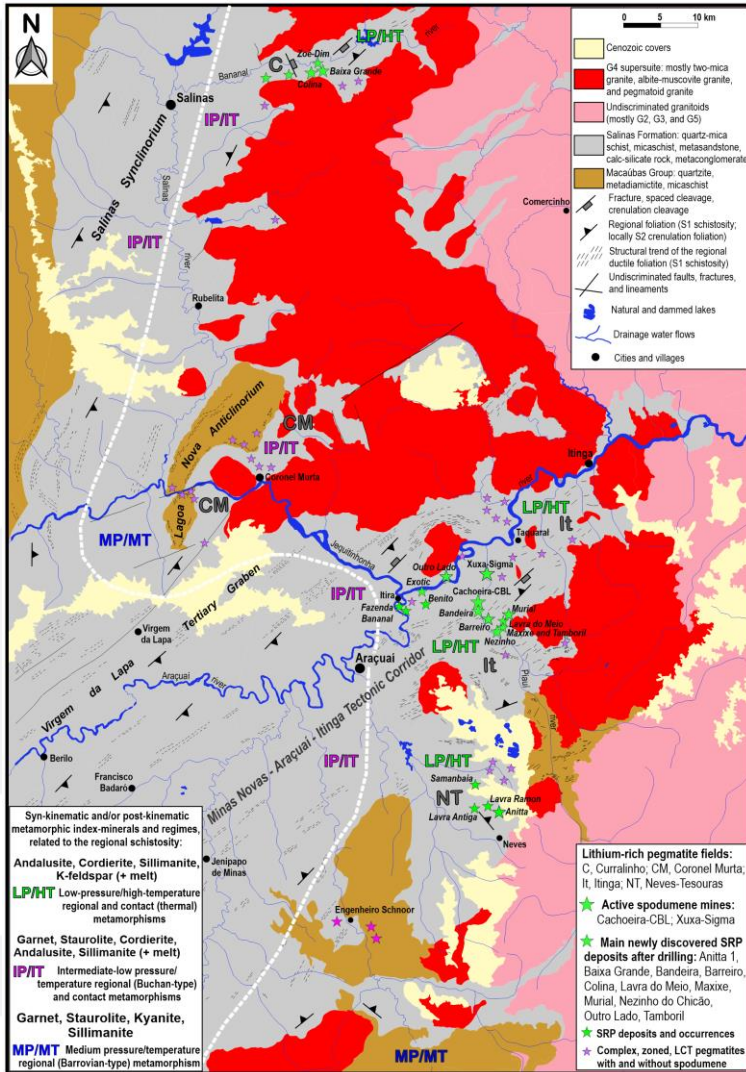 N
0 5 10 km
Cenozoic covers
G4 supersuite: mostly two-mica
granite, albite-muscovite granite,
and pegmatoid granite
Undiscriminated granitoids
(mostly G2, G3, and G5)
Salinas Formation: quartz-mica
schist, micaschist, metasandstone,
calc-silicate rock, metaconglomerate
Macaúbas Group: quartzite,
metadiamictite, micaschist
Fracture, spaced cleavage,
crenulation cleavage
Regional foliation (S1 schistosity;
locally S2 crenulation foliation)
Structural trend of the regional
ductile foliation (S1 schistosity)
Undiscriminated faults, fractures,
and lineaments
Natural and dammed lakes
Drainage water flows
Cities and villages
LP/HT
river
Zoe-Dim
C
Bananal
Baixa Grande
Colina
Salinas
IP/IT
Salinas Synclinorium
Salinas
river
Comercinho
IP/IT
Rubelita
Nova Anticlinorium
Lagoa
CM
IP/IT
Coronel Murta
CM
MP/MT
Itinga
river
LP/HT
It
Taquaral
Jequitinhonha
Outro Lado
Xuxa-Sigma
Exotic
Cachoeira-CBL
IP/IT
Itira
Benito
Fazenda
Bananal
Bandeira
Murial
Barreiro
Lavra do Meio
Maxixe and Tamboril
Nezinho
LP/HT
It
Piauí
river
Virgem
da Lapa
Virgem da Lapa Tertiary Graben
Araçuaí
Araçuaí
river
Minas Novas - Araçuaí - Itinga Tectonic Corridor
Berilo
Francisco
Badaró
IP/IT
LP/HT
Samanbaia
NT
Lavra Ramon
Lavra Antiga
Anitta
Neves
Jenipapo
de Minas
Engenheiro Schnoor
MP/MT
Syn-kinematic and/or post-kinematic
metamorphic index-minerals and regimes,
related to the regional schistosity:
Andalusite, Cordierite, Sillimanite,
K-feldspar (+ melt)
LP/HT Low-pressure/high-temperature
regional and contact (thermal)
metamorphisms
Garnet, Staurolite, Cordierite,
Andalusite, Sillimanite (+ melt)
IP/IT Intermediate-low pressure/
temperature regional (Buchan-type)
and contact metamorphisms
Garnet, Staurolite, Kyanite,
Sillimanite
MP/MT Medium pressure/temperature
regional (Barrovian-type) metamorphism
Lithium-rich pegmatite fields:
C, Curralinho; CM, Coronel Murta;
It, Itinga; NT, Neves-Tesouras
Active spodumene mines:
Cachoeira-CBL; Xuxa-Sigma
Main newly discovered SRP
deposits after drilling: Anitta 1,
Baixa Grande, Bandeira, Barreiro,
Colina, Lavra do Meio, Maxixe,
Murial, Nezinho do Chicão,
Outro Lado, Tamboril
SRP deposits and occurrences
Complex, zoned, LCT pegmatites
with and without spodumene